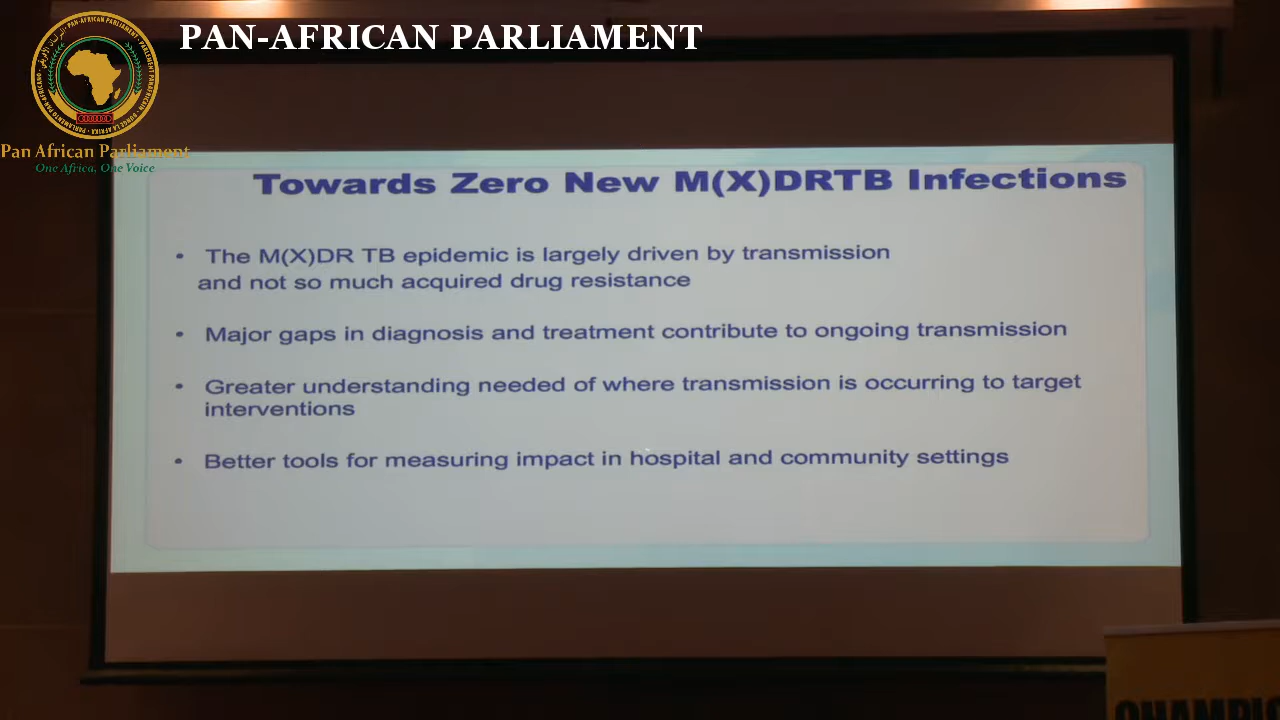 PAN-AFRICAN PARLIAMENT
Pan African Parliament
One Africa, One Voice
Towards Zero New M(X)DRTB Infections
• The M(X)DR TB epidemic is largely driven by transmission
and not so much acquired drug resistance
• Major gaps in diagnosis and treatment contribute to ongoing transmission
• Greater understanding needed of where transmission is occurring to target
interventions
• Better tools for measuring impact in hospital and community settings